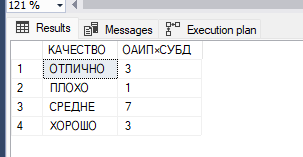 121 %
Results Messages Execution plan
КАЧЕСТВО ОАИП×СУБД
1 ОТЛИЧНО 3
2 ПЛОХО 1
3 СРЕДНЕ 7
4 ХОРОШО 3